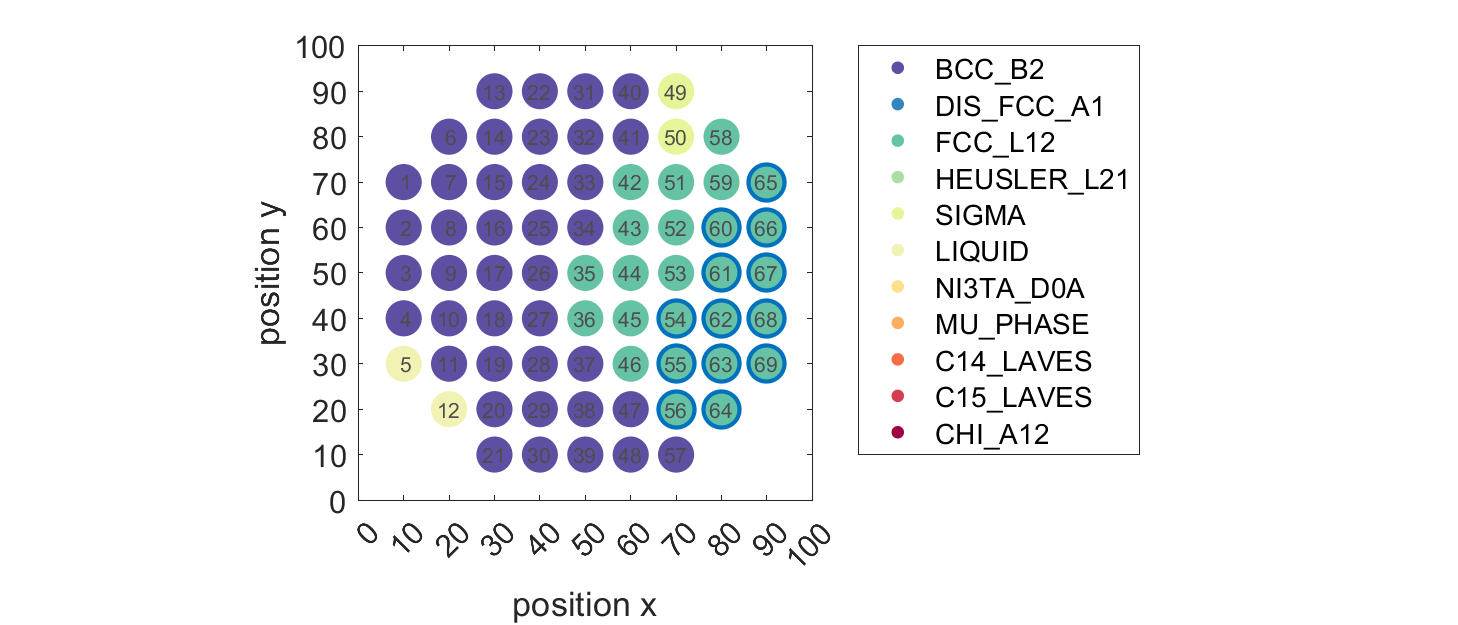 100
90
80
70
60
50
40
30
20
10
0
position y
13 22 31 40 49
6 14 23 32 41 50 58
1 7 15 24 33 42 51 59 65
2 8 16 25 34 43 52 60 66
3 9 17 26 35 44 53 61 67
4 10 18 27 36 45 54 62 68
5 11 19 28 37 46 55 63 69
12 20 29 38 47 56 64
21 30 39 48 57
0 10 20 30 40 50 60 70 80 90 100
position x
BCC_B2
DIS_FCC_A1
FCC_L12
HEUSLER_L21
SIGMA
LIQUID
NI3TA_D0A
MU_PHASE
C14_LAVES
C15_LAVES
CHI_A12